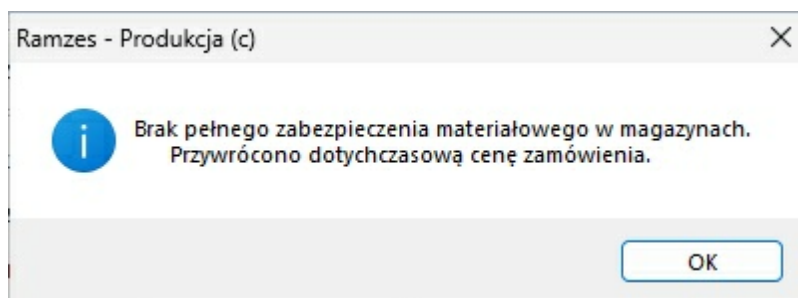 Ramzes - Produkcja (c)
Brak pełnego zabezpieczenia materiałowego w magazynach.
Przywrócono dotychczasową cenę zamówienia.
OK